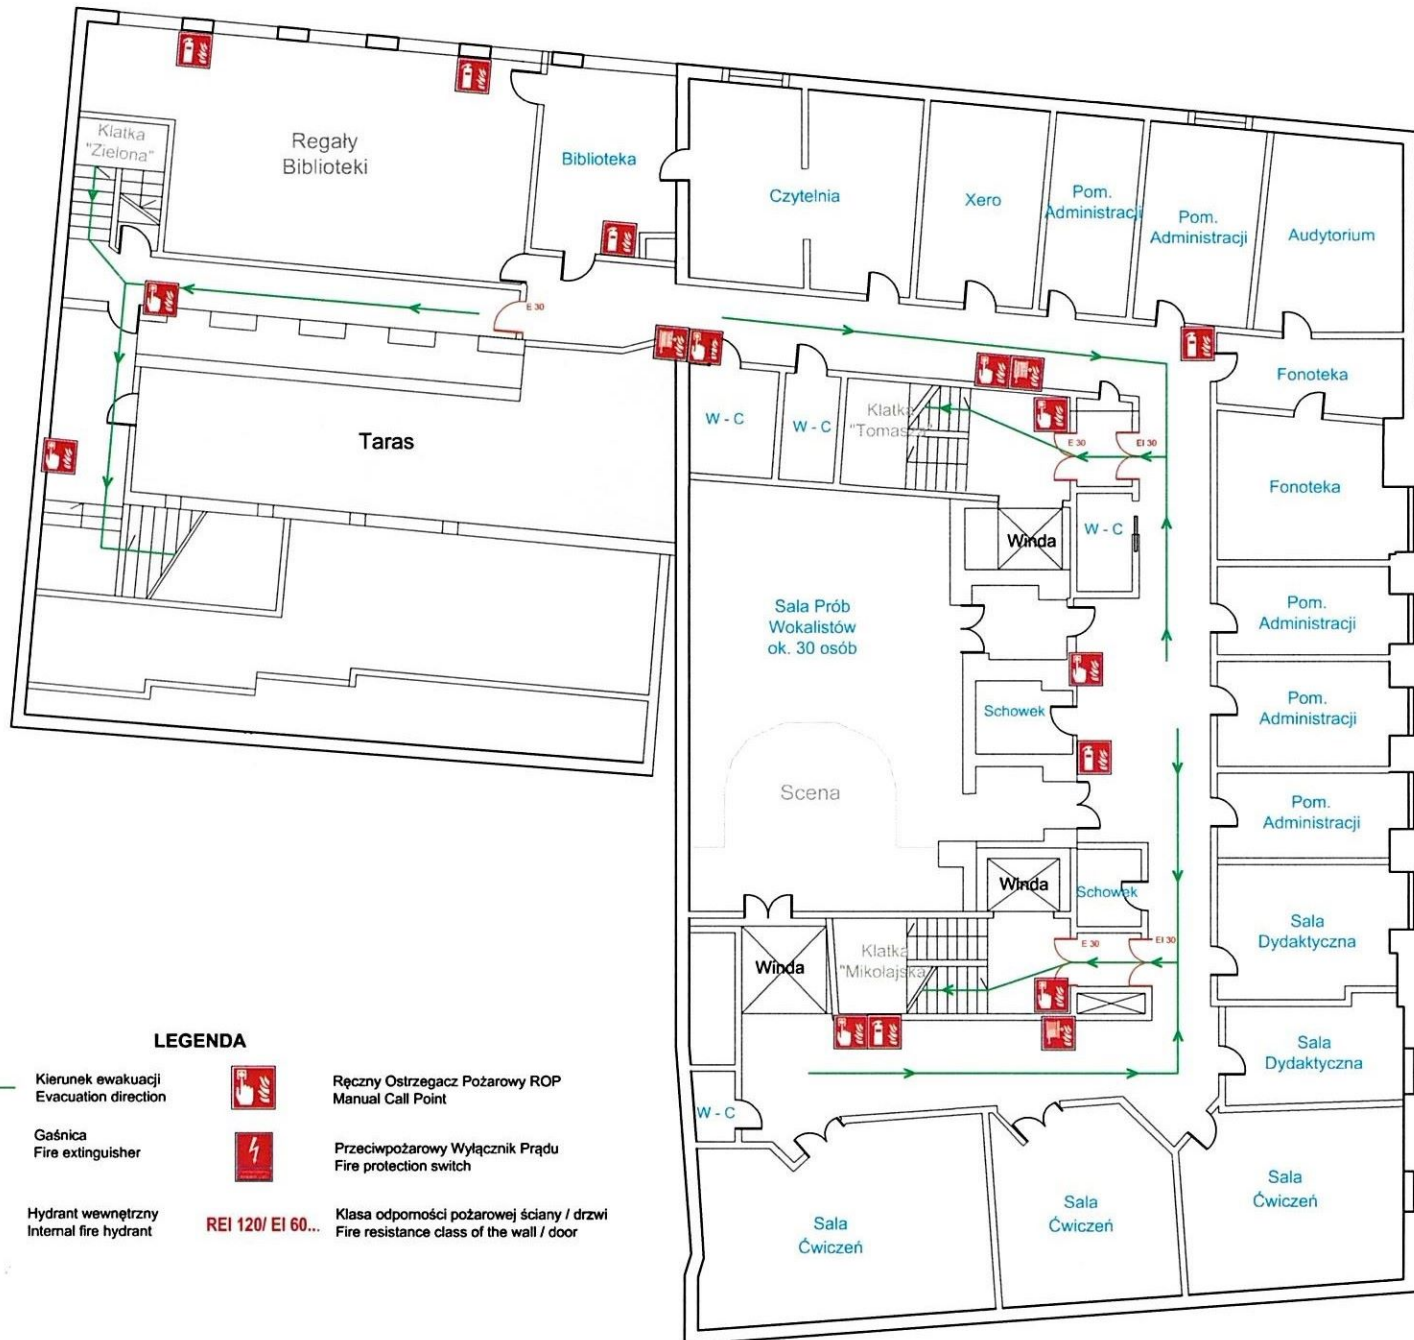 Klatka
"Zielona"
Regały
Biblioteki
Biblioteka
Czytelnia
Xero
Pom.
Administracji
Pom.
Administracji
Audytorium
E 30
Fonoteka
Taras
W - C
W - C
Klatka
"Tomasza"
E 30
EI 30
Fonoteka
W - C
Winda
Sala Prób
Wokalistów
ok. 30 osób
Pom.
Administracji
Schowek
Pom.
Administracji
Scena
Pom.
Administracji
Winda
Schowek
Sala
Dydaktyczna
E 30
EI 30
Winda
Klatka
"Mikołajska
Sala
Dydaktyczna
W - C
Sala
Ćwiczeń
Sala
Ćwiczeń
Sala
Ćwiczeń
LEGENDA
Kierunek ewakuacji
Evacuation direction
Ręczny Ostrzegacz Pożarowy ROP
Manual Call Point
Gaśnica
Fire extinguisher
Przeciwpożarowy Wyłącznik Prądu
Fire protection switch
Hydrant wewnętrzny
Internal fire hydrant
REI 120/ EI 60...
Klasa odporności pożarowej ściany / drzwi
Fire resistance class of the wall / door